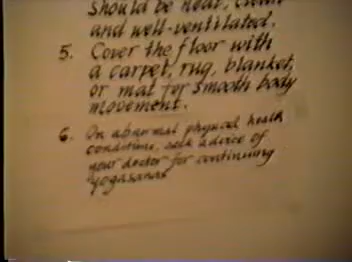 should be neat, clean
and well-ventilated.
5. Cover the floor with
a carpet, rug, blanket,
or mat for smooth body
movement.
6. On abnormal physical health
conditions, seek advice of
your doctor for continuing
yogasanas